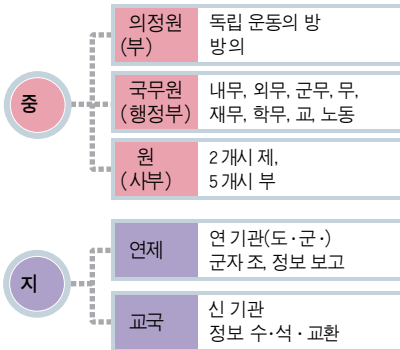 중
의정원
(부)
독립 운동의 방
방의
국무원
(행정부)
내무, 외무, 군무, 무,
재무, 학무, 교, 노동
원
(사부)
2개시 제,
5개시 부
지
연제
연 기관(도·군·)
군자 조, 정보 보고
교국
신 기관
정보 수·석·교환